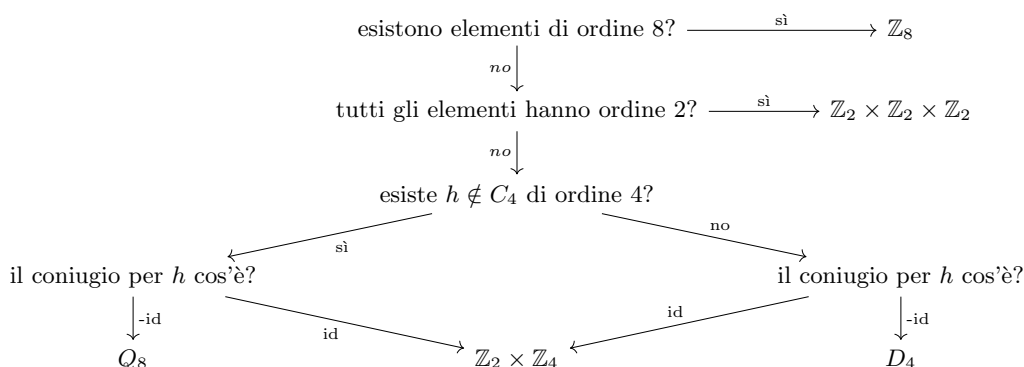 esistono elementi di ordine 8? sì ℤ₈
no
tutti gli elementi hanno ordine 2? sì ℤ₂ × ℤ₂ × ℤ₂
no
esiste h ∉ C₄ di ordine 4?
sì no
il coniugio per h cos'è? il coniugio per h cos'è?
-id id id -id
Q₈ ℤ₂ × ℤ₄ D₄